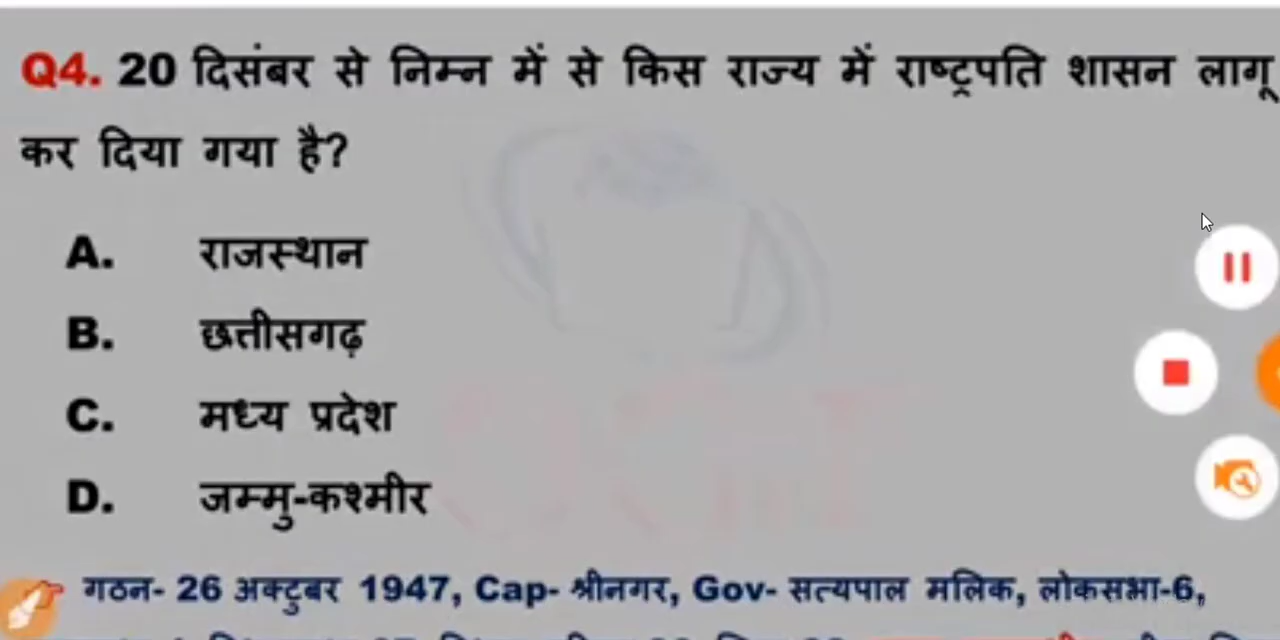 Q4. 20 दिसंबर से निम्न में से किस राज्य में राष्ट्रपति शासन लागू
कर दिया गया है?
A. राजस्थान
B. छत्तीसगढ़
C. मध्य प्रदेश
D. जम्मु-कश्मीर
गठन- 26 अक्टुबर 1947, Cap- श्रीनगर, Gov- सत्यपाल मलिक, लोकसभा-6,